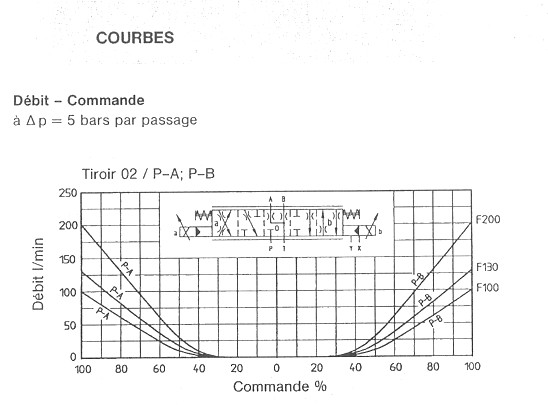 COURBES
Débit – Commande
à Δp = 5 bars par passage
Tiroir 02 / P–A; P–B
250
200
150
100
50
0
Débit l/min
A B
a
a
0
b
b
P T
Y X
P-A
P-A
P-A
P-B
P-B
P-B
F200
F130
F100
100 80 60 40 20 0 20 40 60 80 100
Commande %